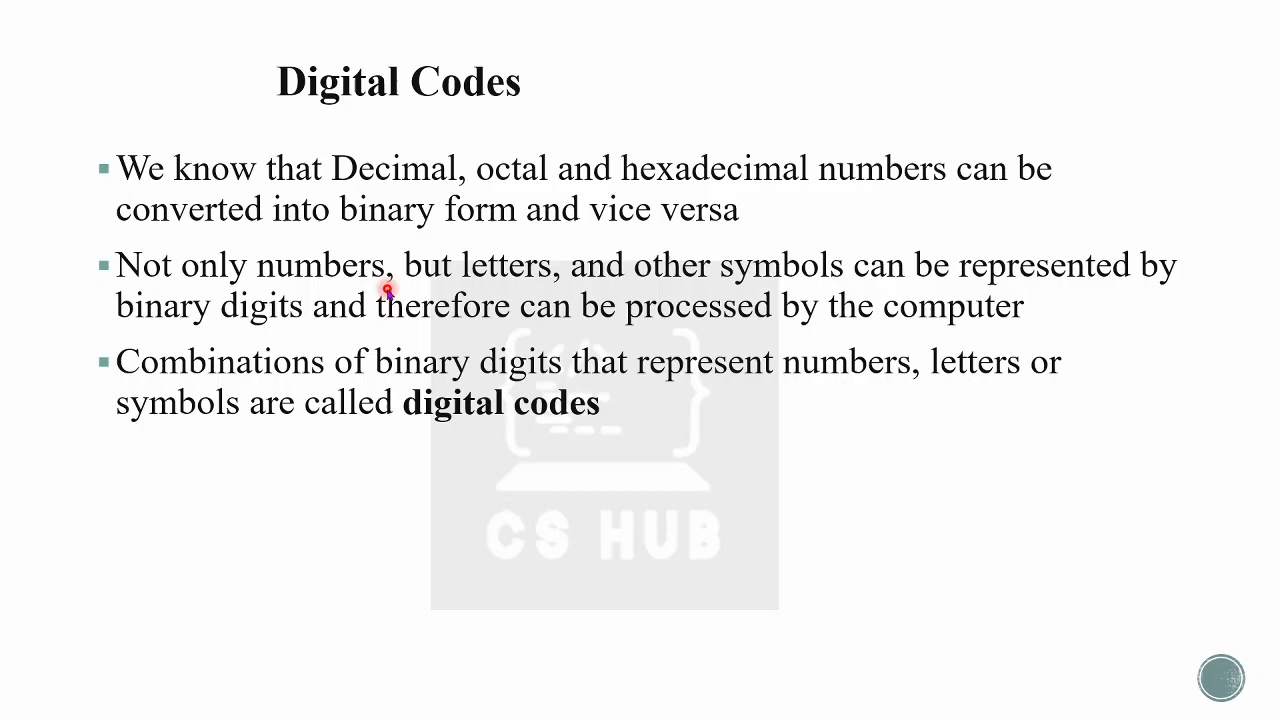 Digital Codes
We know that Decimal, octal and hexadecimal numbers can be
converted into binary form and vice versa
Not only numbers, but letters, and other symbols can be represented by
binary digits and therefore can be processed by the computer
Combinations of binary digits that represent numbers, letters or
symbols are called digital codes
CS HUB